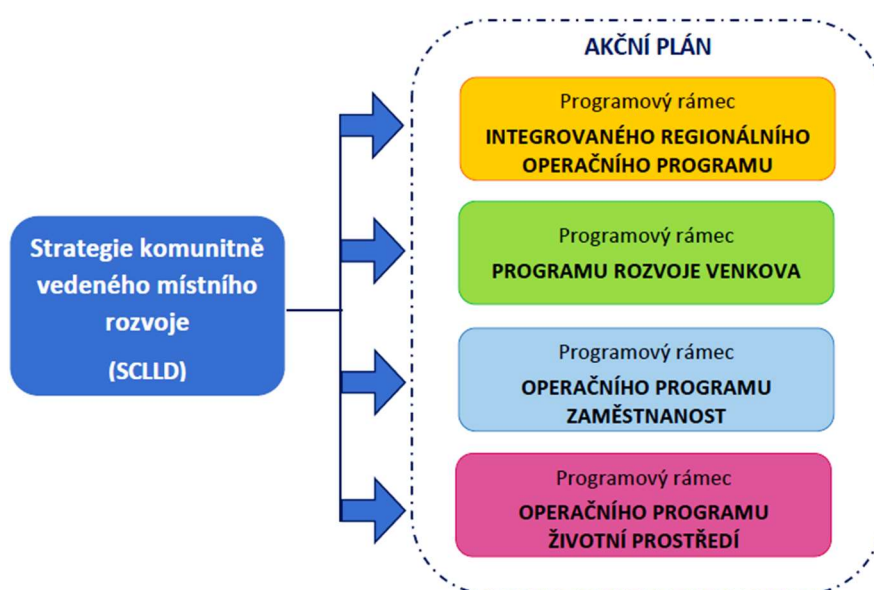 AKČNÍ PLÁN
Programový rámec
INTEGROVANÉHO REGIONÁLNÍHO
OPERAČNÍHO PROGRAMU
Strategie komunitně
vedeného místního
rozvoje
(SCLLD)
Programový rámec
PROGRAMU ROZVOJE VENKOVA
Programový rámec
OPERAČNÍHO PROGRAMU
ZAMĚSTNANOST
Programový rámec
OPERAČNÍHO PROGRAMU
ŽIVOTNÍ PROSTŘEDÍ